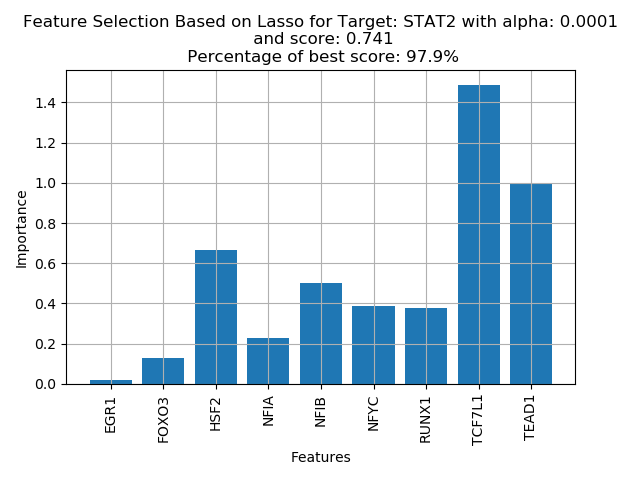 Feature Selection Based on Lasso for Target: STAT2 with alpha: 0.0001
and score: 0.741
Percentage of best score: 97.9%
Importance
1.4
1.2
1.0
0.8
0.6
0.4
0.2
0.0
EGR1
FOXO3
HSF2
NFIA
NFIB
NFYC
RUNX1
TCF7L1
TEAD1
Features